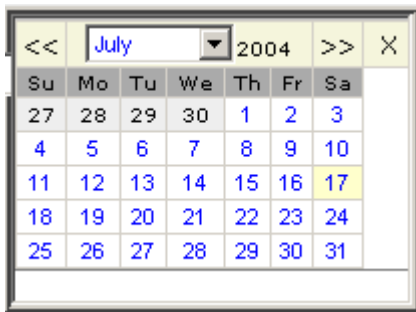 << July 2004 >> X
Su Mo Tu We Th Fr Sa
27 28 29 30 1 2 3
4 5 6 7 8 9 10
11 12 13 14 15 16 17
18 19 20 21 22 23 24
25 26 27 28 29 30 31